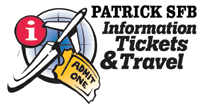 PATRICK SFB
Information
Tickets
& Travel
i
ADMIT
ONE